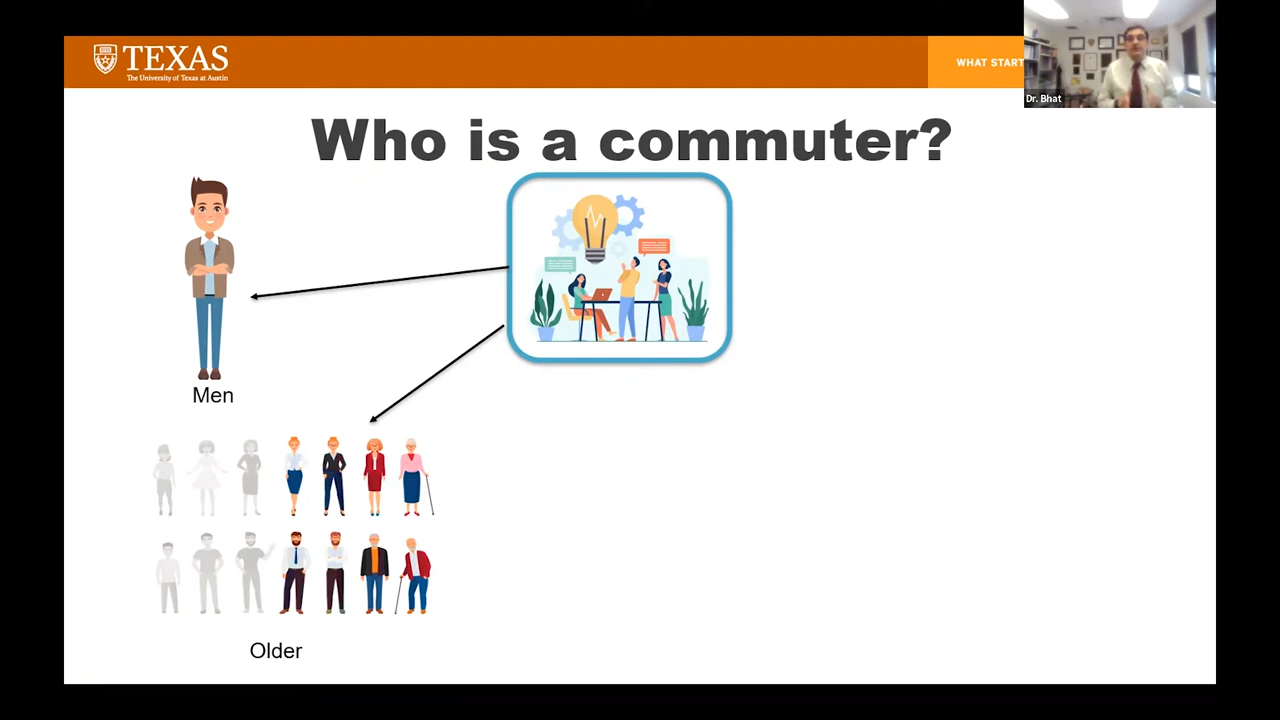 TEXAS
The University of Texas at Austin
WHAT START
Dr. Bhat
Who is a commuter?
Men
Older